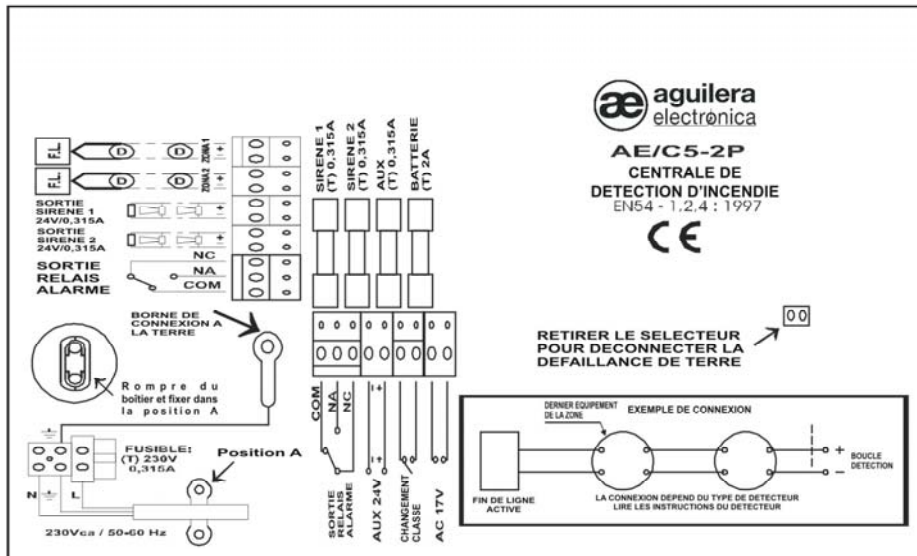 ae aguilera
electrónica
AE/C5-2P
CENTRALE DE
DETECTION D'INCENDIE
EN54 - 1,2,4 : 1997
CE
F.L. D D ZONA1 + -
F.L. D D ZONA2 + -
SORTIE
SIRENE 1
24V/0,315A
+ -
SORTIE
SIRENE 2
24V/0,315A
+ -
SORTIE
RELAIS
ALARME
NC
NA
COM
SIRENE 1
(T) 0,315A
SIRENE 2
(T) 0,315A
AUX
(T) 0,315A
BATTERIE
(T) 2A
BORNE DE
CONNEXION A
LA TERRE
Rompre du
boîtier et fixer dans
la position A
FUSIBLE:
(T) 230V
0,315A
Position A
N
L
230Vca / 50-60 Hz
COM
NA
NC
SORTIE
RELAIS
ALARME
- +
AUX 24V
CHANGEMENT
CLASSE
AC 17V
RETIRER LE SELECTEUR
POUR DECONNECTER LA
DEFAILLANCE DE TERRE
DERNIER EQUIPEMENT
DE LA ZONE
EXEMPLE DE CONNEXION
+
-
BOUCLE
DETECTION
FIN DE LIGNE
ACTIVE
LA CONNEXION DEPEND DU TYPE DE DETECTEUR
LIRE LES INSTRUCTIONS DU DETECTEUR